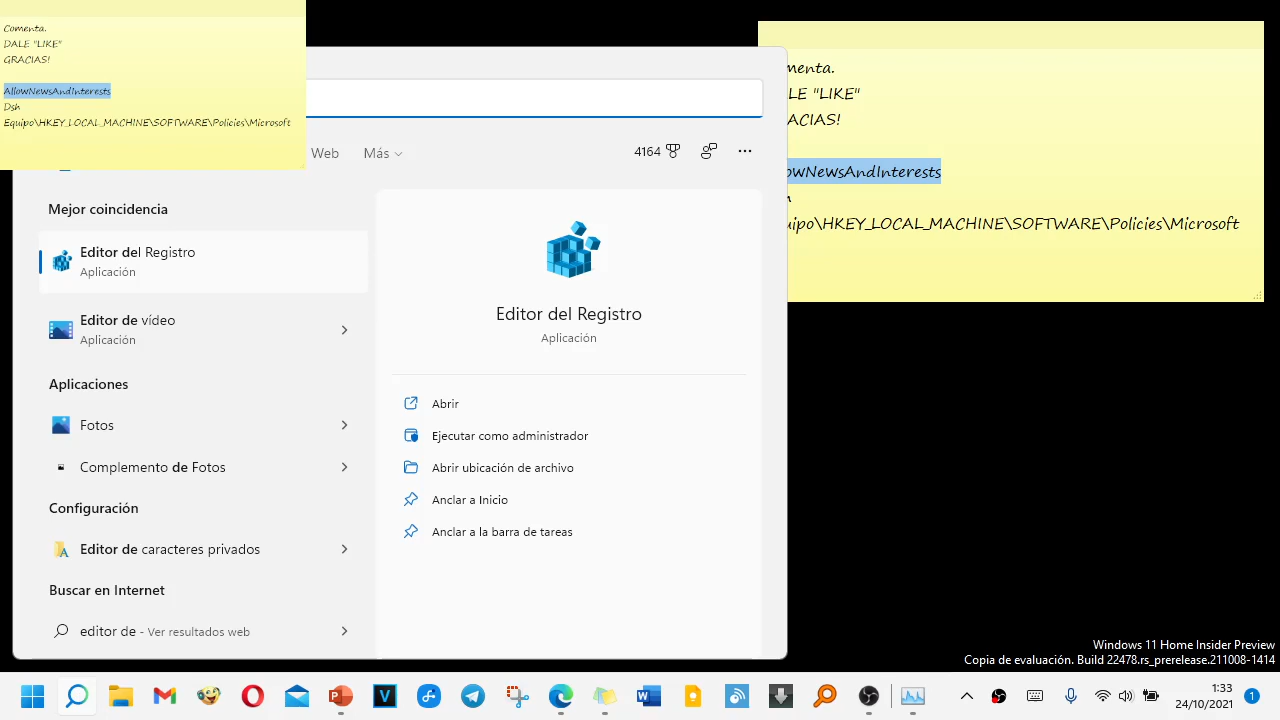 Comenta.
DALE "LIKE"
GRACIAS!
AllowNewsAndInterests
Dsh
Equipo\HKEY_LOCAL_MACHINE\SOFTWARE\Policies\Microsoft
Web
Más
4164
Mejor coincidencia
Editor del Registro
Aplicación
Editor de vídeo
Aplicación
Aplicaciones
Fotos
Complemento de Fotos
Configuración
Editor de caracteres privados
Buscar en Internet
editor de - Ver resultados web
Editor del Registro
Aplicación
Abrir
Ejecutar como administrador
Abrir ubicación de archivo
Anclar a Inicio
Anclar a la barra de tareas
menta.
LE "LIKE"
ACIAS!
owNewsAndInterests
uipo\HKEY_LOCAL_MACHINE\SOFTWARE\Policies\Microsoft
Windows 11 Home Insider Preview
Copia de evaluación. Build 22478.rs_prerelease.211008-1414
1:33
24/10/2021
1